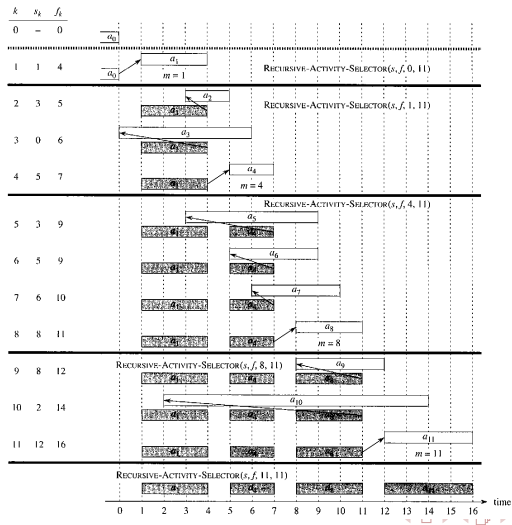 k s_k f_k
0 – 0 a_0
1 1 4 a_0 a_1 m = 1 RECURSIVE-ACTIVITY-SELECTOR(s, f, 0, 11)
2 3 5 a_2 a_1 RECURSIVE-ACTIVITY-SELECTOR(s, f, 1, 11)
3 0 6 a_3 a_1
4 5 7 a_1 a_4 m = 4
RECURSIVE-ACTIVITY-SELECTOR(s, f, 4, 11)
5 3 9 a_5 a_1 a_4
6 5 9 a_6 a_1 a_4
7 6 10 a_7 a_1 a_4
8 8 11 a_1 a_4 a_8 m = 8
RECURSIVE-ACTIVITY-SELECTOR(s, f, 8, 11)
9 8 12 a_9 a_1 a_4 a_8
10 2 14 a_10 a_1 a_4 a_8
11 12 16 a_1 a_4 a_8 a_11 m = 11
RECURSIVE-ACTIVITY-SELECTOR(s, f, 11, 11)
a_1 a_4 a_8 a_11
0 1 2 3 4 5 6 7 8 9 10 11 12 13 14 15 16 time